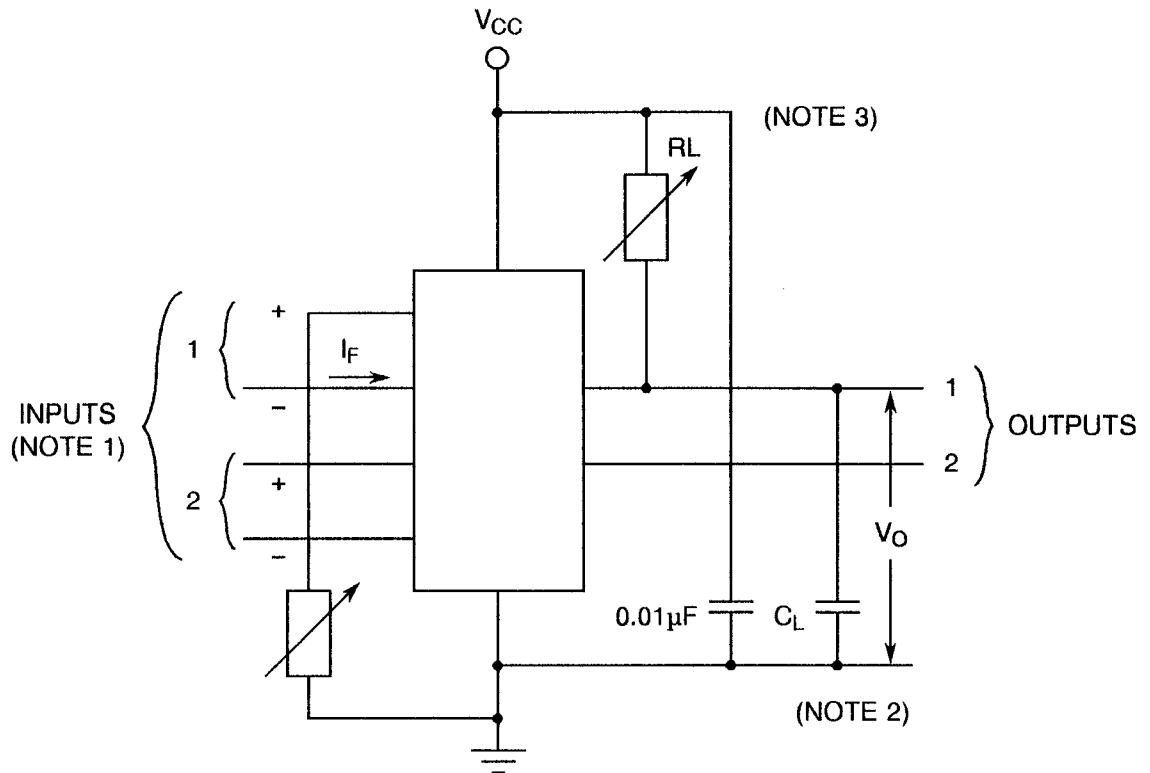 VCC
(NOTE 3)
RL
+
1
IF
−
INPUTS
(NOTE 1)
+
2
−
1
OUTPUTS
2
VO
0.01µF
CL
(NOTE 2)